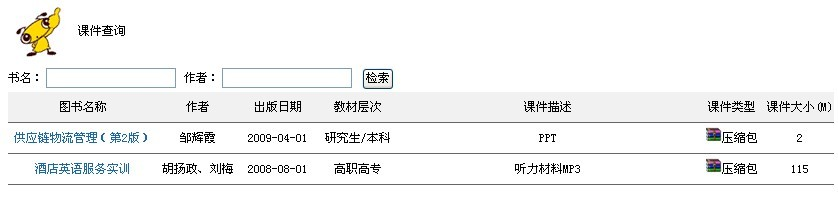 课件查询
书名： 作者： 检索
图书名称 作者 出版日期 教材层次 课件描述 课件类型 课件大小(M)
供应链物流管理（第2版） 邹辉霞 2009-04-01 研究生/本科 PPT 压缩包 2
酒店英语服务实训 胡扬政、刘梅 2008-08-01 高职高专 听力材料MP3 压缩包 115